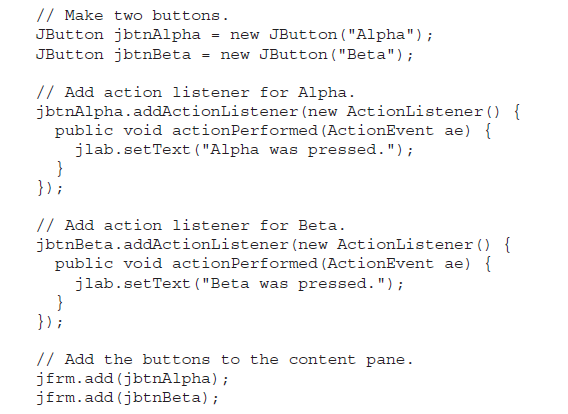 // Make two buttons.
JButton jbtnAlpha = new JButton("Alpha");
JButton jbtnBeta = new JButton("Beta");

// Add action listener for Alpha.
jbtnAlpha.addActionListener(new ActionListener() {
  public void actionPerformed(ActionEvent ae) {
    jlab.setText("Alpha was pressed.");
  }
});

// Add action listener for Beta.
jbtnBeta.addActionListener(new ActionListener() {
  public void actionPerformed(ActionEvent ae) {
    jlab.setText("Beta was pressed.");
  }
});

// Add the buttons to the content pane.
jfrm.add(jbtnAlpha);
jfrm.add(jbtnBeta);